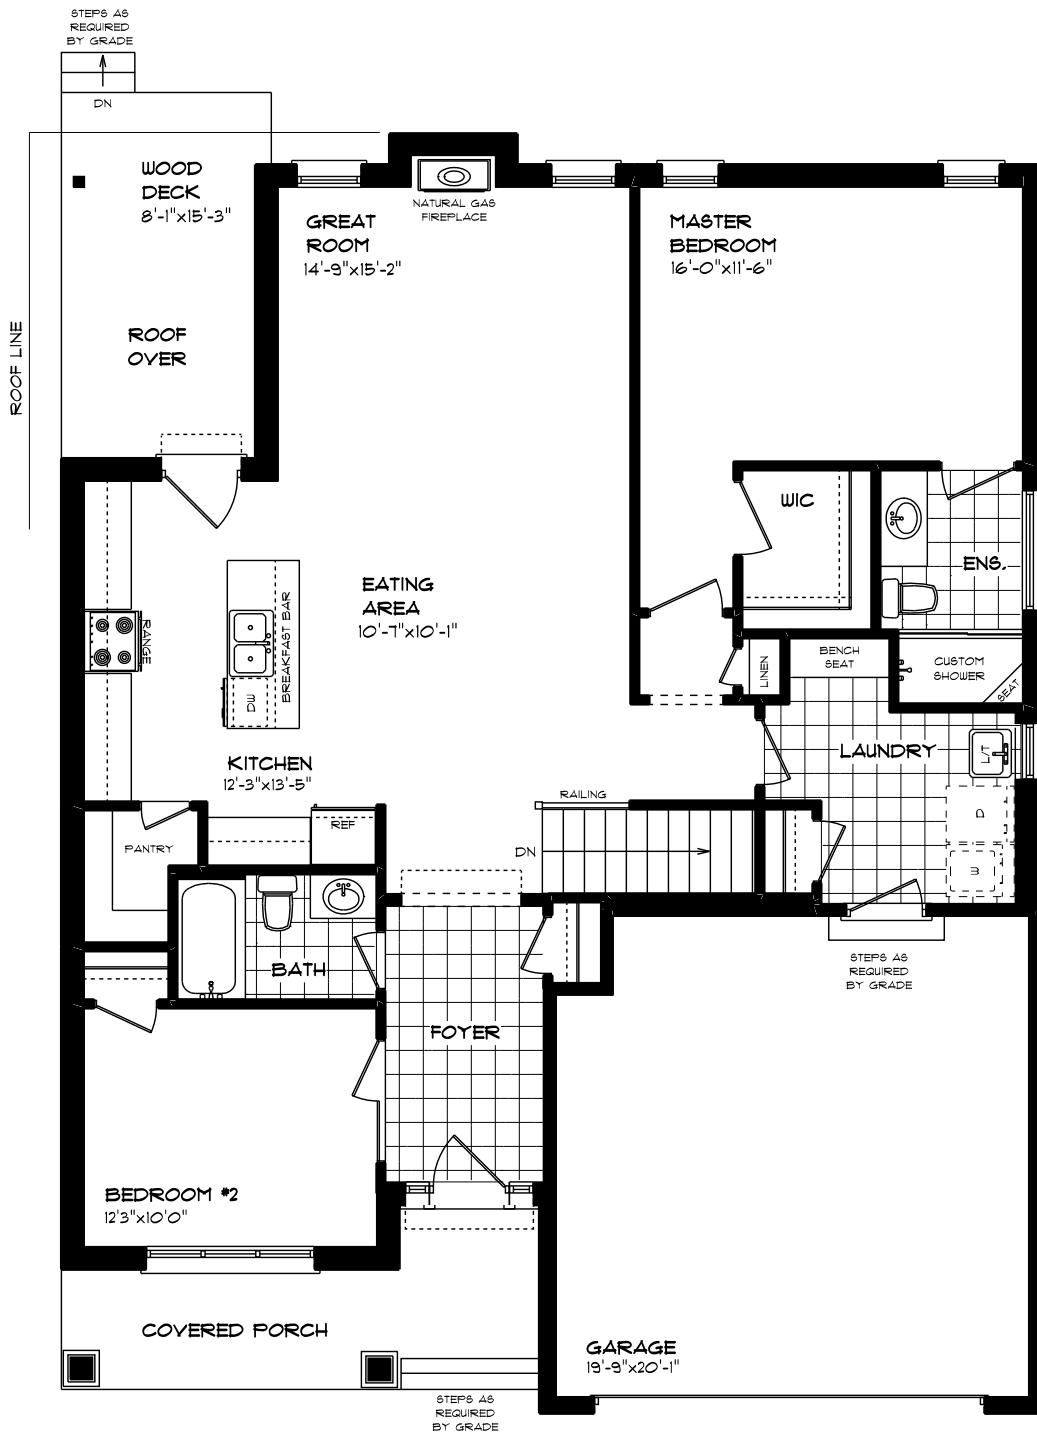 STEPS AS
REQUIRED
BY GRADE
DN
WOOD
DECK
8'-1"x15'-3"
ROOF
OVER
ROOF LINE
NATURAL GAS
FIREPLACE
GREAT
ROOM
14'-9"x15'-2"
MASTER
BEDROOM
16'-0"x11'-6"
WIC
ENS.
EATING
AREA
10'-7"x10'-1"
RANGE
BREAKFAST BAR
DW
KITCHEN
12'-3"x13'-5"
LINEN
BENCH
SEAT
CUSTOM
SHOWER
SEAT
LAUNDRY
L/T
D
W
PANTRY
REF
RAILING
DN
BATH
FOYER
STEPS AS
REQUIRED
BY GRADE
BEDROOM #2
12'3"x10'0"
COVERED PORCH
GARAGE
19'-9"x20'-1"
STEPS AS
REQUIRED
BY GRADE